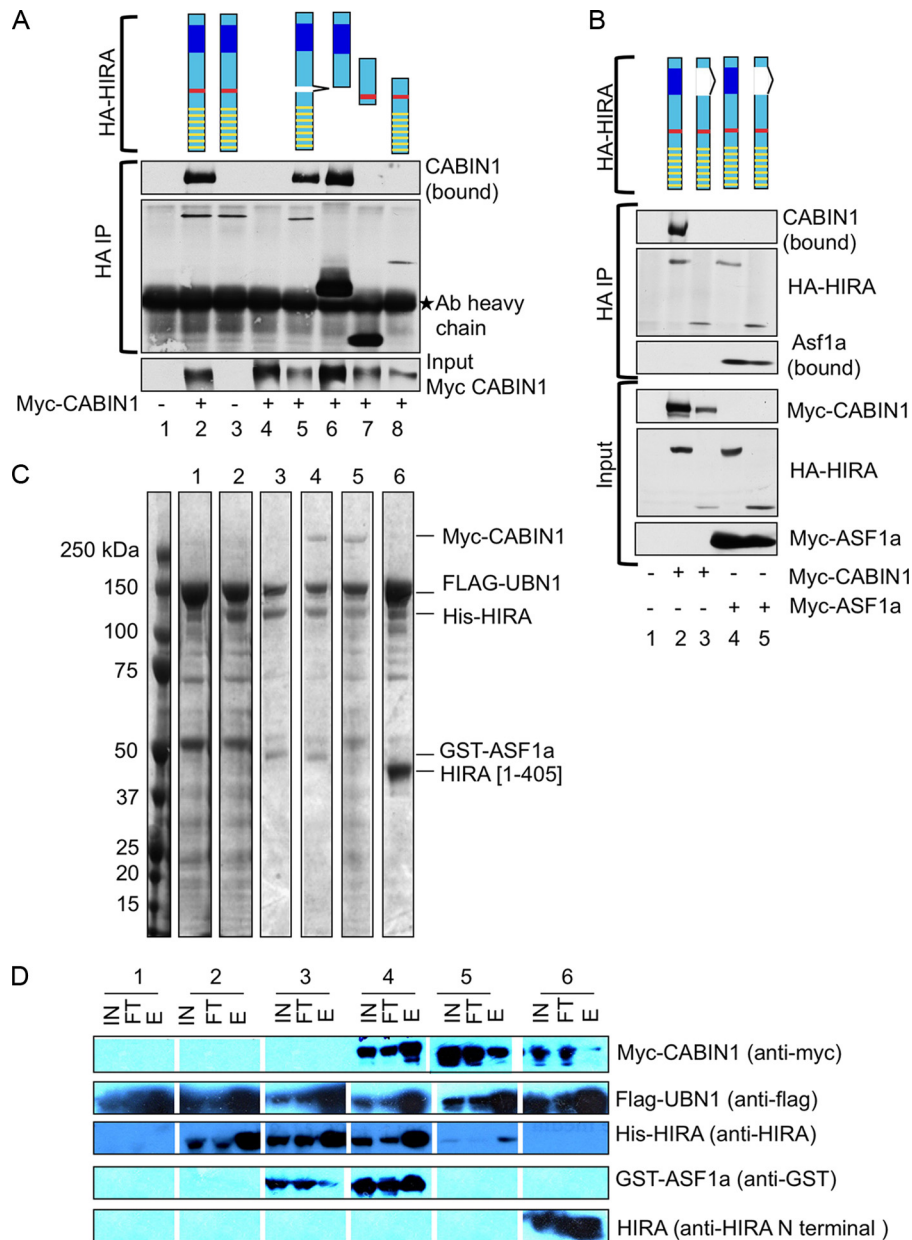 A
HA-HIRA
HA IP
CABIN1
(bound)
★Ab heavy
chain
Input
Myc CABIN1
Myc-CABIN1 - + - + + + + +
1 2 3 4 5 6 7 8
B
HA-HIRA
HA IP
CABIN1
(bound)
HA-HIRA
Asf1a
(bound)
Input
Myc-CABIN1
HA-HIRA
Myc-ASF1a
- + + - - Myc-CABIN1
- - - + + Myc-ASF1a
1 2 3 4 5
C
1 2 3 4 5 6
250 kDa
150
100
75
50
37
25
20
15
Myc-CABIN1
FLAG-UBN1
His-HIRA
GST-ASF1a
HIRA [1-405]
D
1 2 3 4 5 6
IN FT E IN FT E IN FT E IN FT E IN FT E IN FT E
Myc-CABIN1 (anti-myc)
Flag-UBN1 (anti-flag)
His-HIRA (anti-HIRA)
GST-ASF1a (anti-GST)
HIRA (anti-HIRA N terminal )